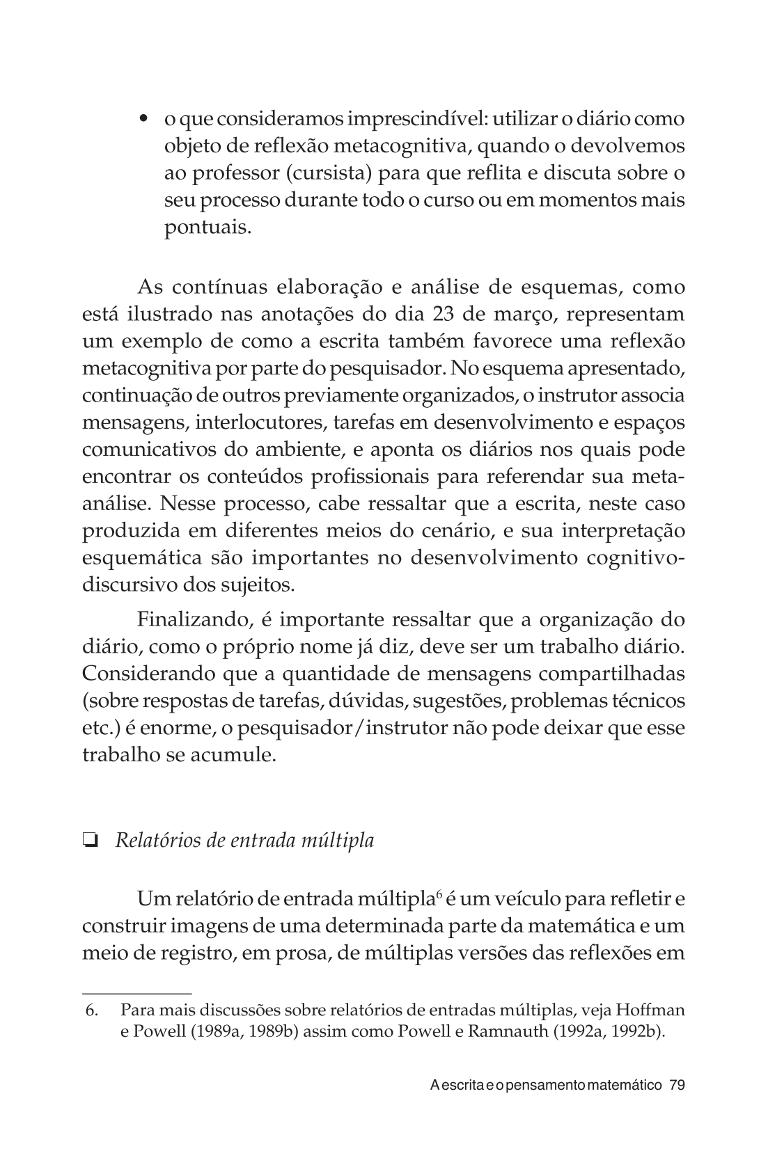 • o que consideramos imprescindível: utilizar o diário como
objeto de reflexão metacognitiva, quando o devolvemos
ao professor (cursista) para que reflita e discuta sobre o
seu processo durante todo o curso ou em momentos mais
pontuais.
As contínuas elaboração e análise de esquemas, como
está ilustrado nas anotações do dia 23 de março, representam
um exemplo de como a escrita também favorece uma reflexão
metacognitiva por parte do pesquisador. No esquema apresentado,
continuação de outros previamente organizados, o instrutor associa
mensagens, interlocutores, tarefas em desenvolvimento e espaços
comunicativos do ambiente, e aponta os diários nos quais pode
encontrar os conteúdos profissionais para referendar sua meta-
análise. Nesse processo, cabe ressaltar que a escrita, neste caso
produzida em diferentes meios do cenário, e sua interpretação
esquemática são importantes no desenvolvimento cognitivo-
discursivo dos sujeitos.
Finalizando, é importante ressaltar que a organização do
diário, como o próprio nome já diz, deve ser um trabalho diário.
Considerando que a quantidade de mensagens compartilhadas
(sobre respostas de tarefas, dúvidas, sugestões, problemas técnicos
etc.) é enorme, o pesquisador/instrutor não pode deixar que esse
trabalho se acumule.
❏ Relatórios de entrada múltipla
Um relatório de entrada múltipla⁶ é um veículo para refletir e
construir imagens de uma determinada parte da matemática e um
meio de registro, em prosa, de múltiplas versões das reflexões em
6. Para mais discussões sobre relatórios de entradas múltiplas, veja Hoffman
e Powell (1989a, 1989b) assim como Powell e Ramnauth (1992a, 1992b).
A escrita e o pensamento matemático 79